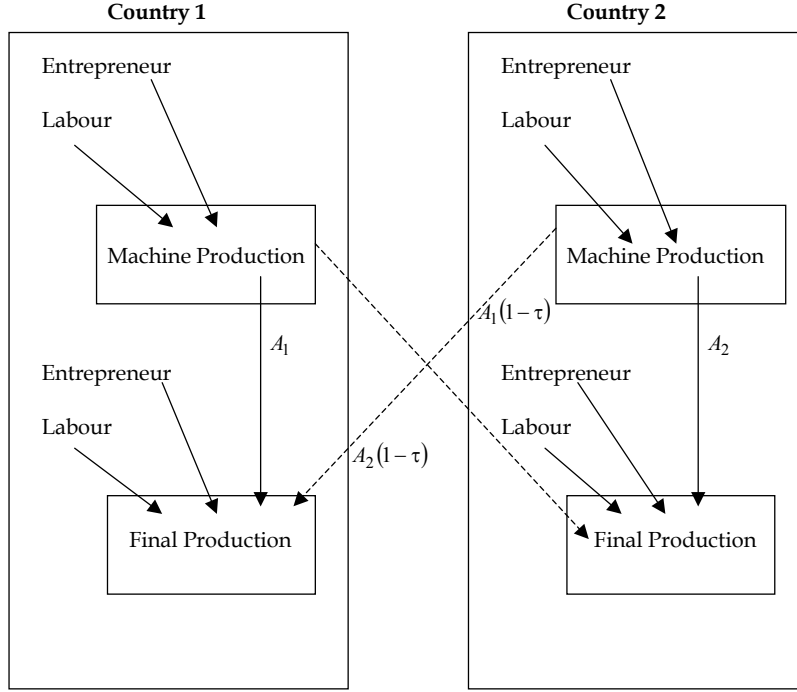 Country 1
Country 2
Entrepreneur
Entrepreneur
Labour
Labour
Machine Production
Machine Production
A₁(1 − τ)
A₁
A₂
Entrepreneur
Entrepreneur
Labour
Labour
A₂(1 − τ)
Final Production
Final Production